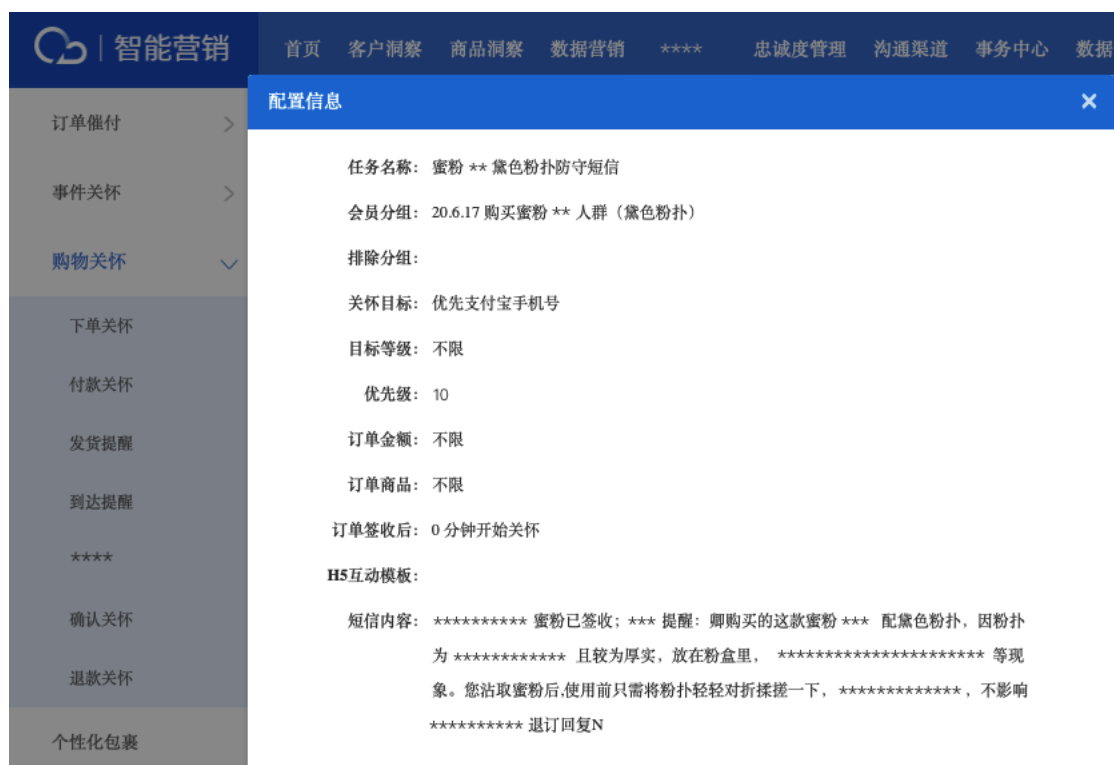 智能营销
首页 客户洞察 商品洞察 数据营销 **** 忠诚度管理 沟通渠道 事务中心 数据
配置信息
订单催付
事件关怀
购物关怀
下单关怀
付款关怀
发货提醒
到达提醒
****
确认关怀
退款关怀
个性化包裹
任务名称： 蜜粉 ** 黛色粉扑防守短信
会员分组： 20.6.17 购买蜜粉 ** 人群（黛色粉扑）
排除分组：
关怀目标： 优先支付宝手机号
目标等级： 不限
优先级： 10
订单金额： 不限
订单商品： 不限
订单签收后： 0 分钟开始关怀
H5互动模板：
短信内容： ********** 蜜粉已签收；*** 提醒：卿购买的这款蜜粉 *** 配黛色粉扑，因粉扑
为 ************ 且较为厚实，放在粉盒里， ********************** 等现
象。您沾取蜜粉后,使用前只需将粉扑轻轻对折揉搓一下，*************，不影响
********** 退订回复N